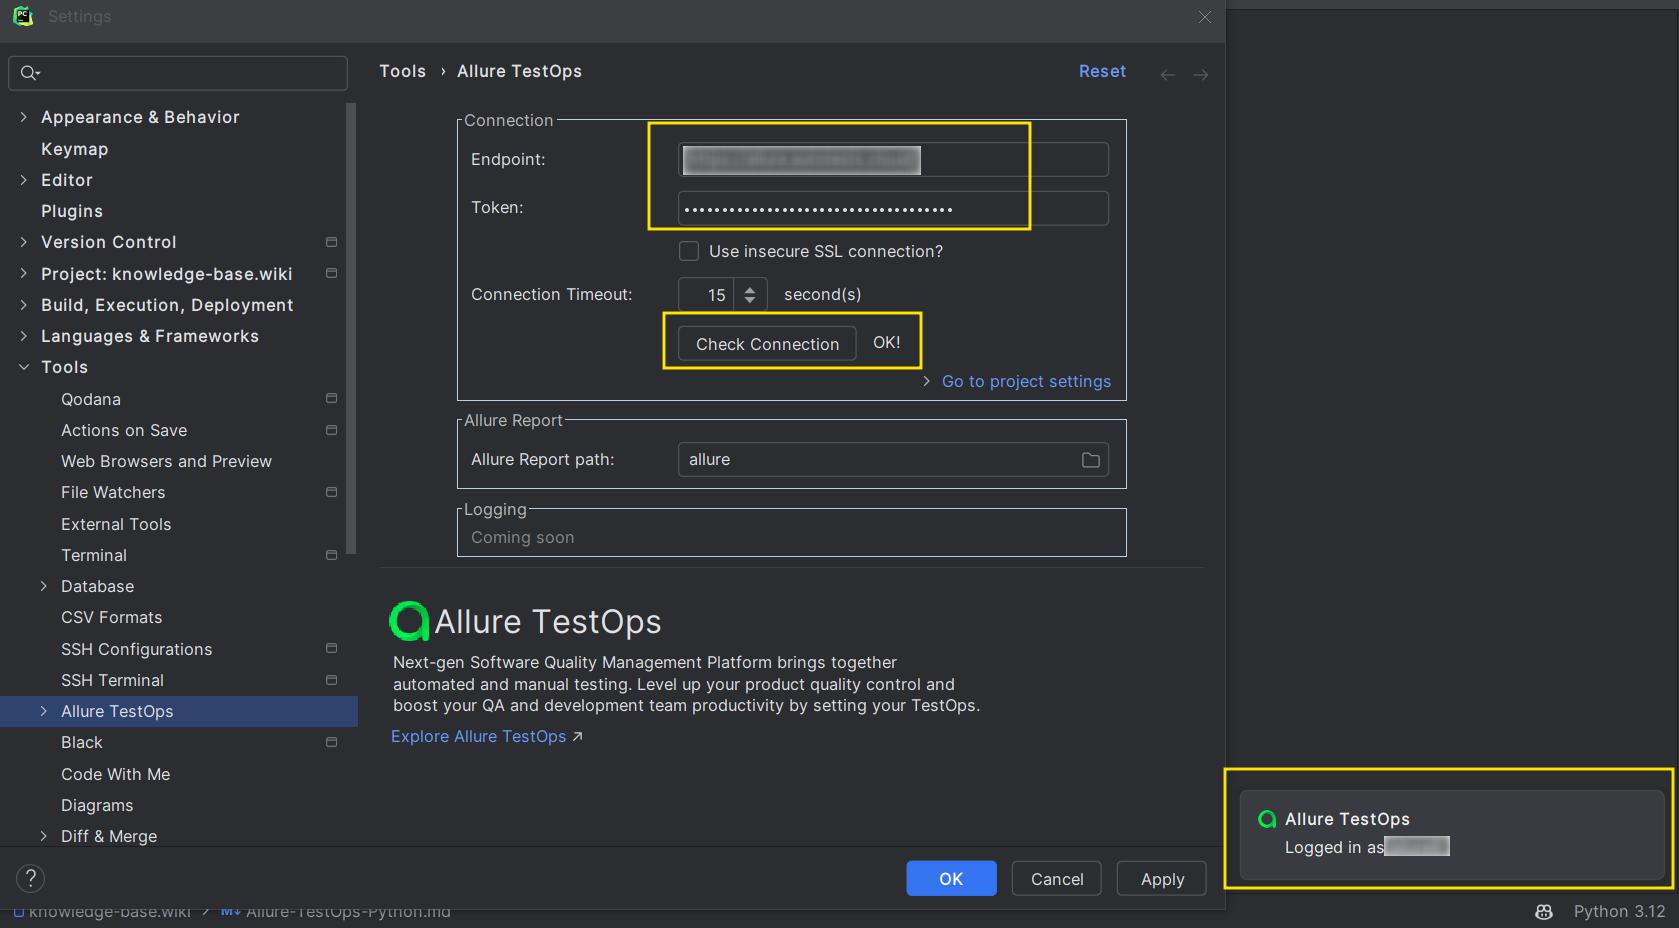 Settings
Tools › Allure TestOps
Reset
Appearance & Behavior
Keymap
Editor
Plugins
Version Control
Project: knowledge-base.wiki
Build, Execution, Deployment
Languages & Frameworks
Tools
Qodana
Actions on Save
Web Browsers and Preview
File Watchers
External Tools
Terminal
Database
CSV Formats
SSH Configurations
SSH Terminal
Allure TestOps
Black
Code With Me
Diagrams
Diff & Merge
Connection
Endpoint:
Token: •••••••••••••••••••••••••••••••••••
Use insecure SSL connection?
Connection Timeout: 15 second(s)
Check Connection OK!
Go to project settings
Allure Report
Allure Report path: allure
Logging
Coming soon
Allure TestOps
Next-gen Software Quality Management Platform brings together
automated and manual testing. Level up your product quality control and
boost your QA and development team productivity by setting your TestOps.
Explore Allure TestOps ↗
?
OK Cancel Apply
Allure TestOps
Logged in as
knowledge-base.wiki › M↓ Allure-TestOps-Python.md
Python 3.12